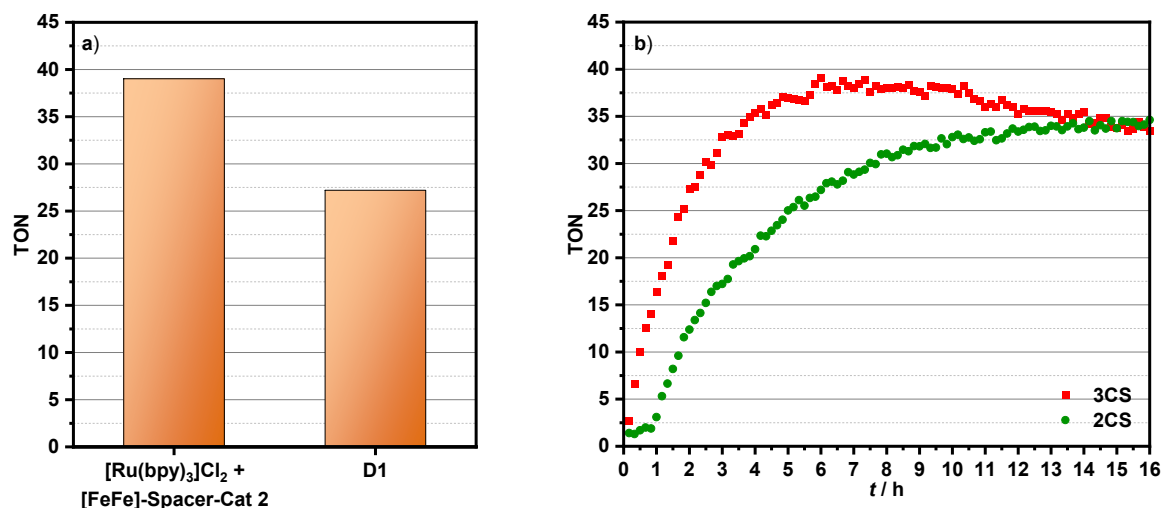 a)
TON
45
40
35
30
25
20
15
10
5
0
[Ru(bpy)₃]Cl₂ +
[FeFe]-Spacer-Cat 2
D1
b)
TON
45
40
35
30
25
20
15
10
5
0
3CS
2CS
0 1 2 3 4 5 6 7 8 9 10 11 12 13 14 15 16
t / h